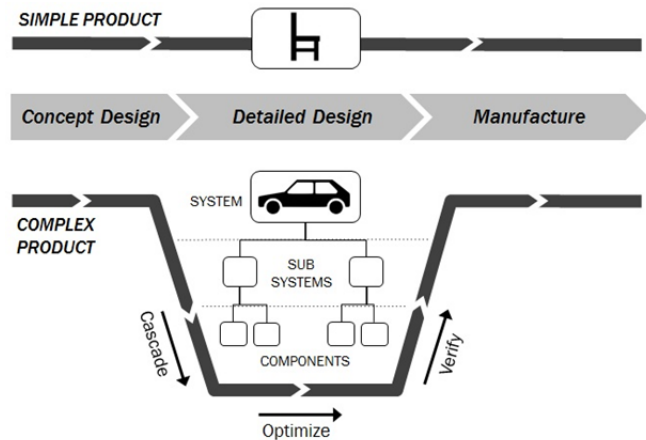 SIMPLE PRODUCT
Concept Design
Detailed Design
Manufacture
SYSTEM
COMPLEX
PRODUCT
SUB
SYSTEMS
COMPONENTS
Cascade
Optimize
Verify